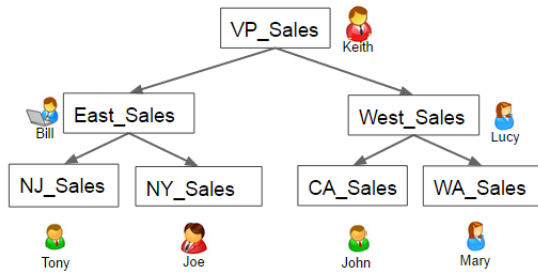 VP_Sales
Keith
Bill
East_Sales
West_Sales
Lucy
NJ_Sales
NY_Sales
CA_Sales
WA_Sales
Tony
Joe
John
Mary